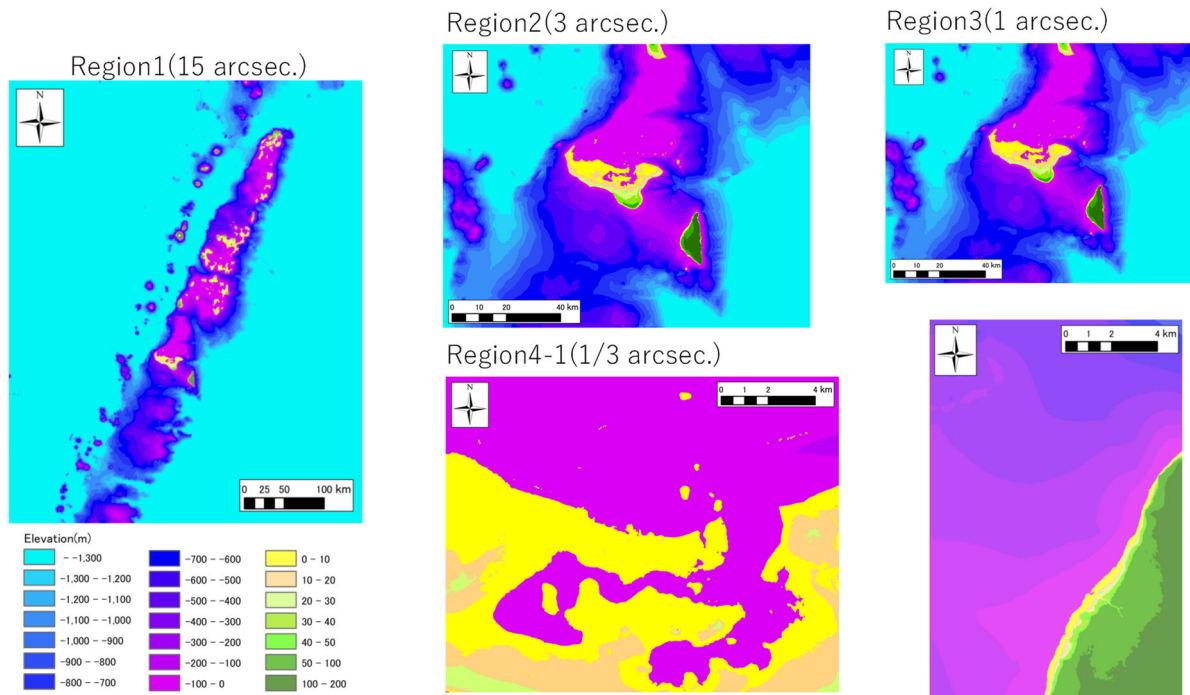 Region1(15 arcsec.)
N
0 25 50 100 km
Region2(3 arcsec.)
N
0 10 20 40 km
Region3(1 arcsec.)
N
0 10 20 40 km
Region4-1(1/3 arcsec.)
N
0 1 2 4 km
N
0 1 2 4 km
Elevation(m)
- -1,300
-1,300 - -1,200
-1,200 - -1,100
-1,100 - -1,000
-1,000 - -900
-900 - -800
-800 - -700
-700 - -600
-600 - -500
-500 - -400
-400 - -300
-300 - -200
-200 - -100
-100 - 0
0 - 10
10 - 20
20 - 30
30 - 40
40 - 50
50 - 100
100 - 200